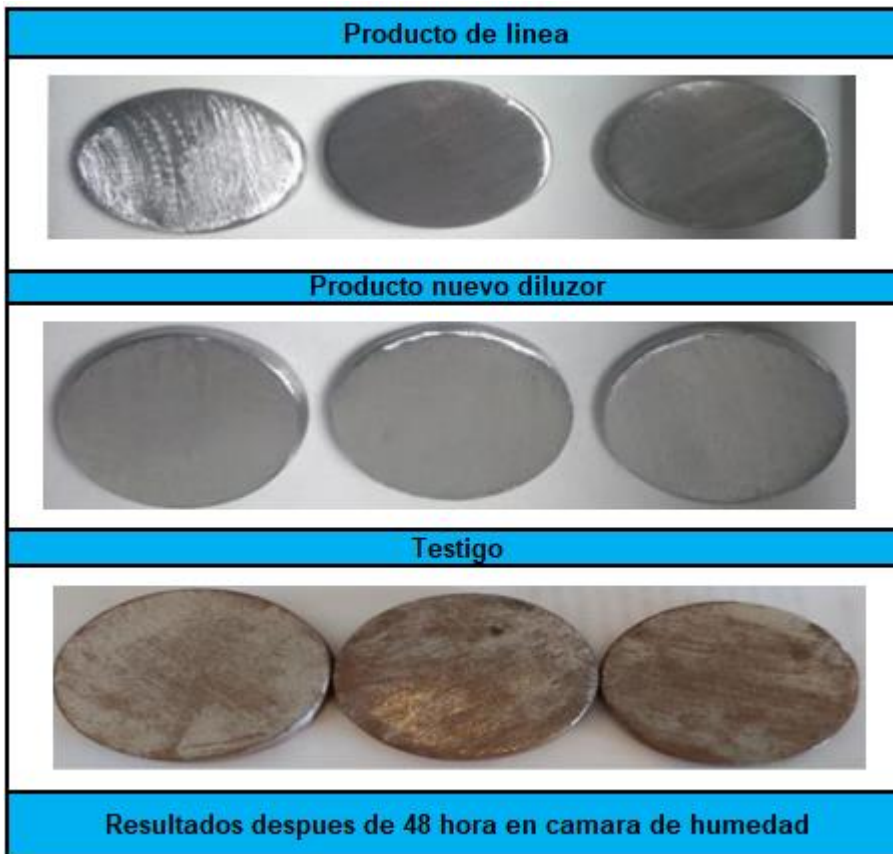 Producto de linea
Producto nuevo diluzor
Testigo
Resultados despues de 48 hora en camara de humedad